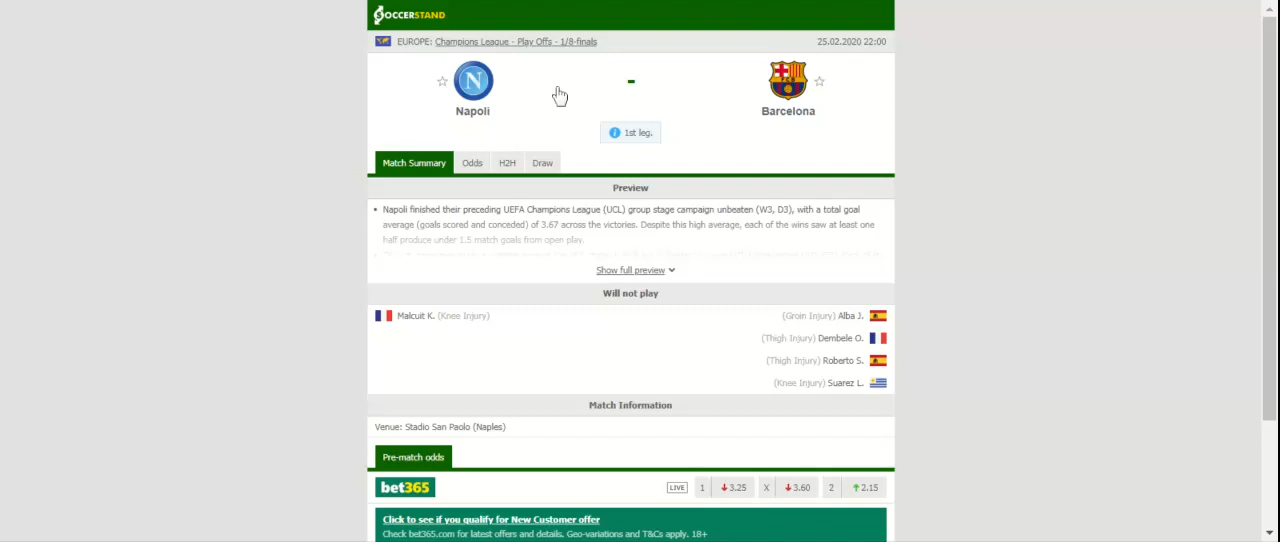 SOCCERSTAND
EUROPE: Champions League - Play Offs - 1/8-finals 25.02.2020 22:00
N
FCB
Napoli - Barcelona
1st leg.
Match Summary Odds H2H Draw
Preview
Napoli finished their preceding UEFA Champions League (UCL) group stage campaign unbeaten (W3, D3), with a total goal
average (goals scored and conceded) of 3.67 across the victories. Despite this high average, each of the wins saw at least one
half produce under 1.5 match goals from open play.
Show full preview
Will not play
Malcuit K. (Knee Injury) (Groin Injury) Alba J.
(Thigh Injury) Dembele O.
(Thigh Injury) Roberto S.
(Knee Injury) Suarez L.
Match Information
Venue: Stadio San Paolo (Naples)
Pre-match odds
bet365 LIVE 1 3.25 X 3.60 2 2.15
Click to see if you qualify for New Customer offer
Check bet365.com for latest offers and details. Geo-variations and T&Cs apply. 18+